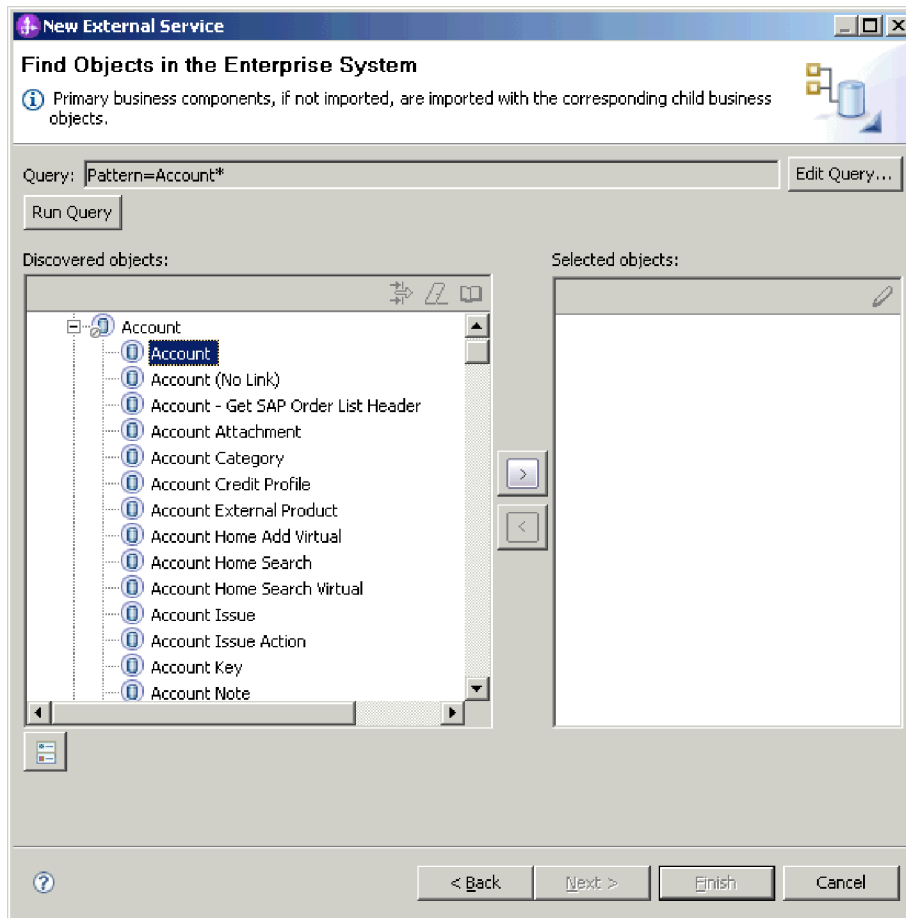 New External Service
Find Objects in the Enterprise System
Primary business components, if not imported, are imported with the corresponding child business
objects.
Query: Pattern=Account*
Edit Query...
Run Query
Discovered objects:
Selected objects:
Account
Account
Account (No Link)
Account - Get SAP Order List Header
Account Attachment
Account Category
Account Credit Profile
Account External Product
Account Home Add Virtual
Account Home Search
Account Home Search Virtual
Account Issue
Account Issue Action
Account Key
Account Note
>
<
?
< Back
Next >
Finish
Cancel